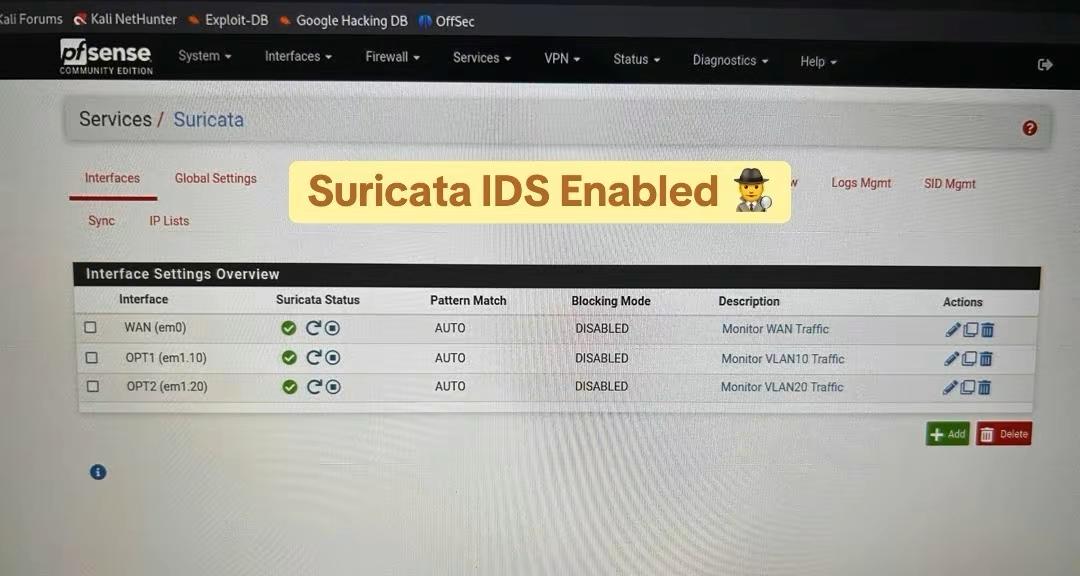 Kali Forums Kali NetHunter Exploit-DB Google Hacking DB OffSec
pfsense System Interfaces Firewall Services VPN Status Diagnostics Help
COMMUNITY EDITION
Services / Suricata
Interfaces Global Settings Logs Mgmt SID Mgmt
Suricata IDS Enabled
Sync IP Lists
Interface Settings Overview
Interface Suricata Status Pattern Match Blocking Mode Description Actions
WAN (em0) AUTO DISABLED Monitor WAN Traffic
OPT1 (em1.10) AUTO DISABLED Monitor VLAN10 Traffic
OPT2 (em1.20) AUTO DISABLED Monitor VLAN20 Traffic
Add Delete